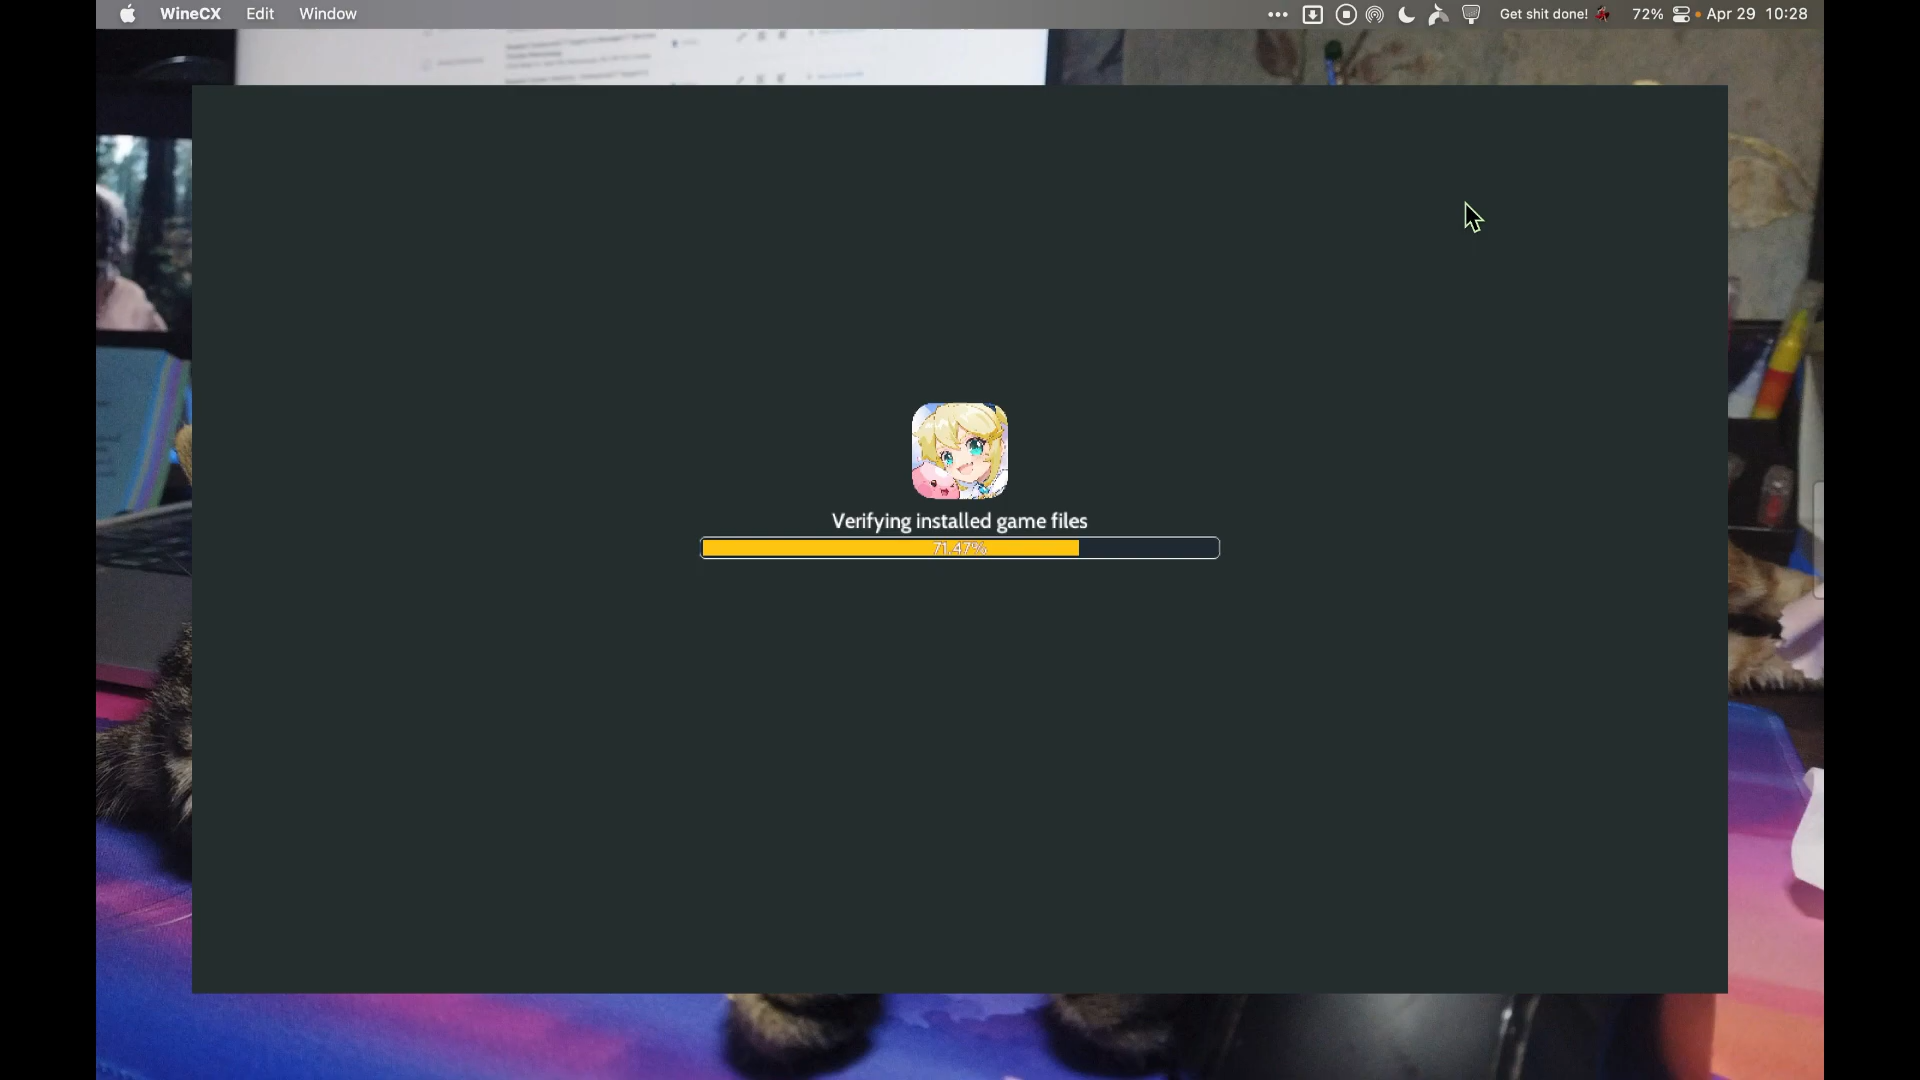 WineCX Edit Window Get shit done! 72% Apr 29 10:28
Verifying installed game files
71.47%